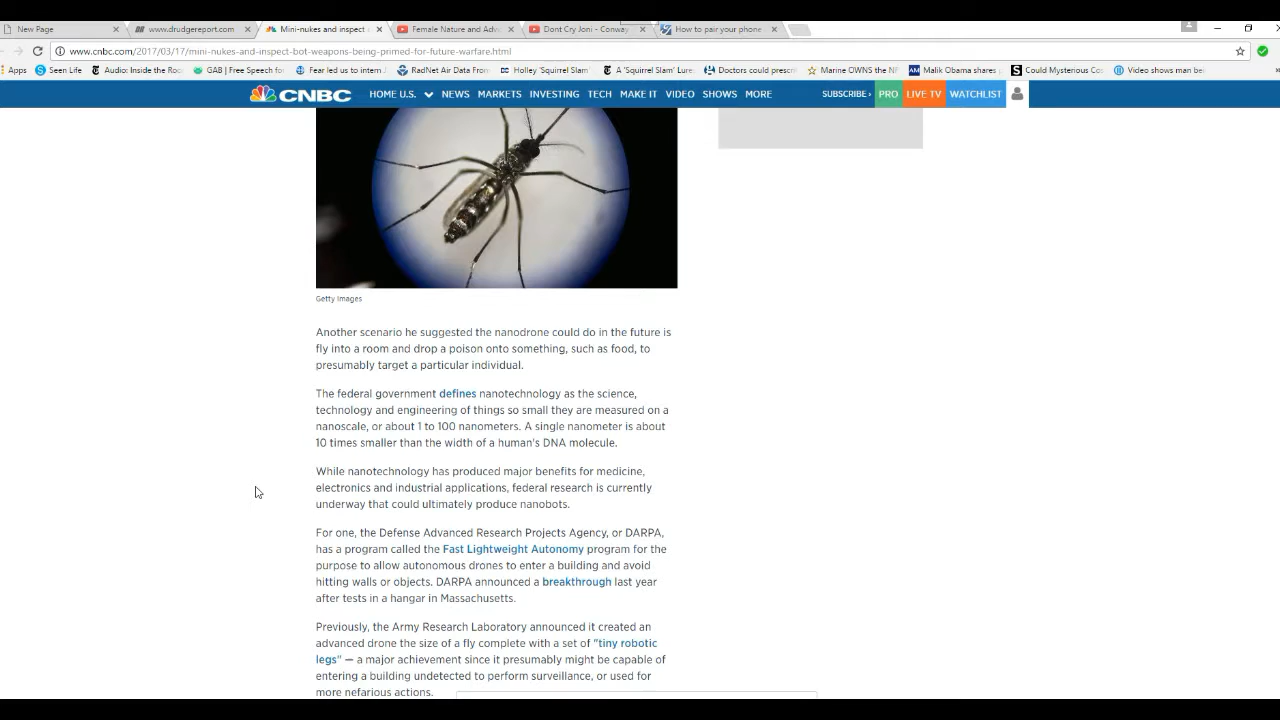 New Page
www.drudgereport.com
Mini-nukes and inspect
Female Nature and Adv
Dont Cry Joni - Conway
How to pair your phone
www.cnbc.com/2017/03/17/mini-nukes-and-inspect-bot-weapons-being-primed-for-future-warfare.html
Apps
Seen Life
Audio: Inside the Roc
GAB | Free Speech fo
Fear led us to intern J
RadNet Air Data From
Holley 'Squirrel Slam'
A 'Squirrel Slam' Lure
Doctors could prescri
Marine OWNS the NF
Malik Obama shares
Could Mysterious Co
Video shows man be
CNBC
HOME U.S.
NEWS
MARKETS
INVESTING
TECH
MAKE IT
VIDEO
SHOWS
MORE
SUBSCRIBE
PRO
LIVE TV
WATCHLIST
Getty Images
Another scenario he suggested the nanodrone could do in the future is
fly into a room and drop a poison onto something, such as food, to
presumably target a particular individual.
The federal government defines nanotechnology as the science,
technology and engineering of things so small they are measured on a
nanoscale, or about 1 to 100 nanometers. A single nanometer is about
10 times smaller than the width of a human's DNA molecule.
While nanotechnology has produced major benefits for medicine,
electronics and industrial applications, federal research is currently
underway that could ultimately produce nanobots.
For one, the Defense Advanced Research Projects Agency, or DARPA,
has a program called the Fast Lightweight Autonomy program for the
purpose to allow autonomous drones to enter a building and avoid
hitting walls or objects. DARPA announced a breakthrough last year
after tests in a hangar in Massachusetts.
Previously, the Army Research Laboratory announced it created an
advanced drone the size of a fly complete with a set of "tiny robotic
legs" — a major achievement since it presumably might be capable of
entering a building undetected to perform surveillance, or used for
more nefarious actions.